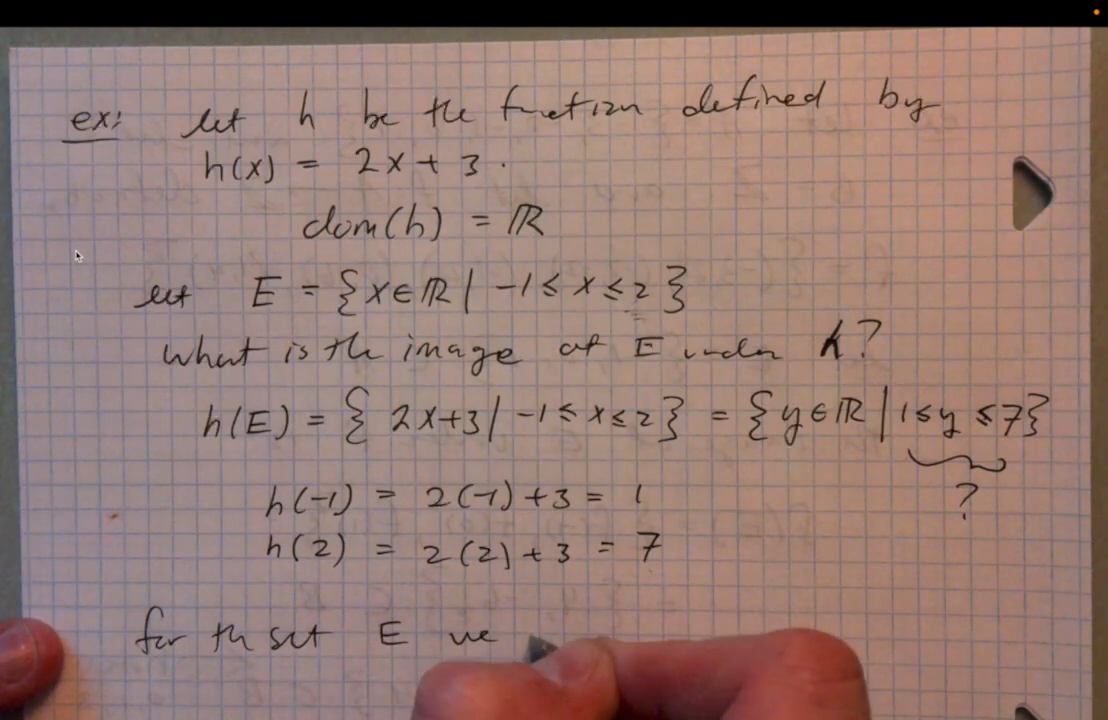 ex: let h be the function defined by
h(x) = 2x + 3.
dom(h) = ℝ
let E = {x∈ℝ | -1 ≤ x ≤ 2}
what is the image of E under h?
h(E) = { 2x+3 | -1 ≤ x ≤ 2} = {y∈ℝ | 1 ≤ y ≤ 7}
?
h(-1) = 2(-1)+3 = 1
h(2) = 2(2)+3 = 7
for the set E we